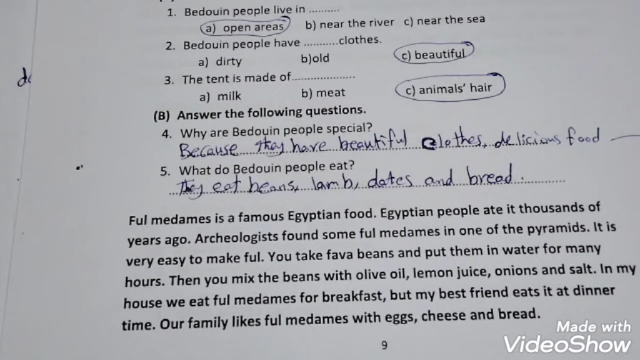 1. Bedouin people live in ..........
a) open areas b) near the river c) near the sea
2. Bedouin people have ...........clothes.
a) dirty b)old c) beautiful
3. The tent is made of....................
a) milk b) meat c) animals' hair
(B) Answer the following questions.
4. Why are Bedouin people special?
Because they have beautiful clothes, delicious food
5. What do Bedouin people eat?
They eat beans, lamb, dates and bread.
Ful medames is a famous Egyptian food. Egyptian people ate it thousands of
years ago. Archeologists found some ful medames in one of the pyramids. It is
very easy to make ful. You take fava beans and put them in water for many
hours. Then you mix the beans with olive oil, lemon juice, onions and salt. In my
house we eat ful medames for breakfast, but my best friend eats it at dinner
time. Our family likes ful medames with eggs, cheese and bread.
9
Made with
VideoShow